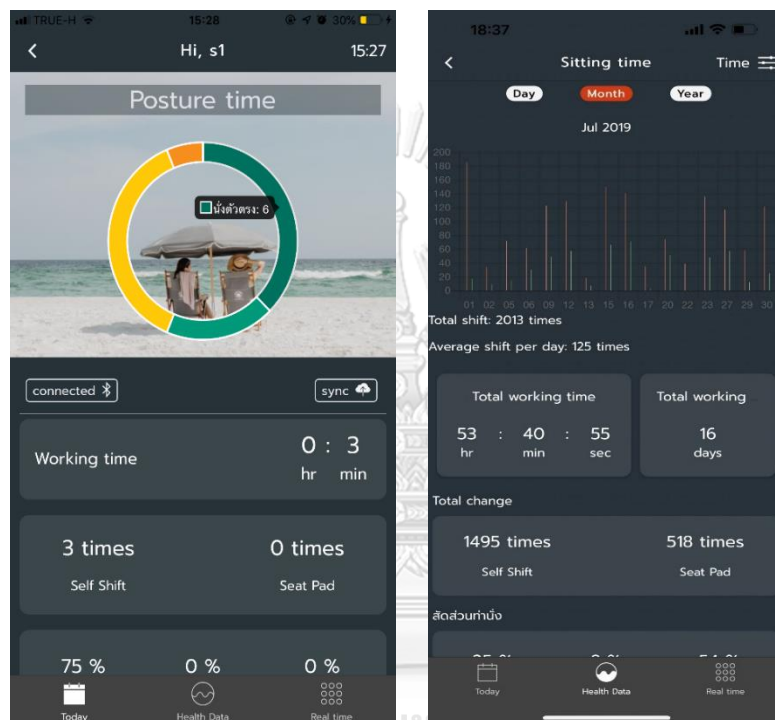 TRUE-H 15:28 30%
Hi, s1 15:27
Posture time
นั่งตัวตรง: 6
connected sync
Working time 0 : 3
hr min
3 times 0 times
Self Shift Seat Pad
75 % 0 % 0 %
Today Health Data Real time
18:37
Sitting time Time
Day Month Year
Jul 2019
200
180
160
140
120
100
80
60
40
20
0
01 02 05 06 09 12 13 15 16 17 20 22 23 27 29 30
Total shift: 2013 times
Average shift per day: 125 times
Total working time Total working
53 : 40 : 55 16
hr min sec days
Total change
1495 times 518 times
Self Shift Seat Pad
สัดส่วนท่านั่ง
Today Health Data Real time